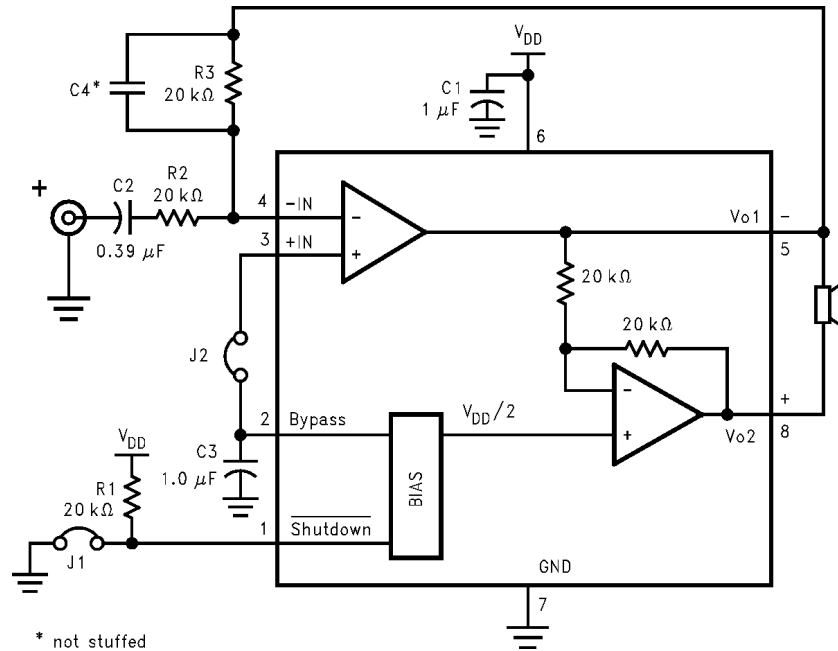 V_DD
R3
20 kΩ
C4*
C1
1 μF
6
+
C2
0.39 μF
R2
20 kΩ
4
-IN
-
3
+IN
+
Vo1
-
5
20 kΩ
20 kΩ
J2
2
Bypass
V_DD/2
-
+
+
Vo2
8
C3
1.0 μF
BIAS
V_DD
R1
20 kΩ
1
Shutdown
J1
GND
7
* not stuffed